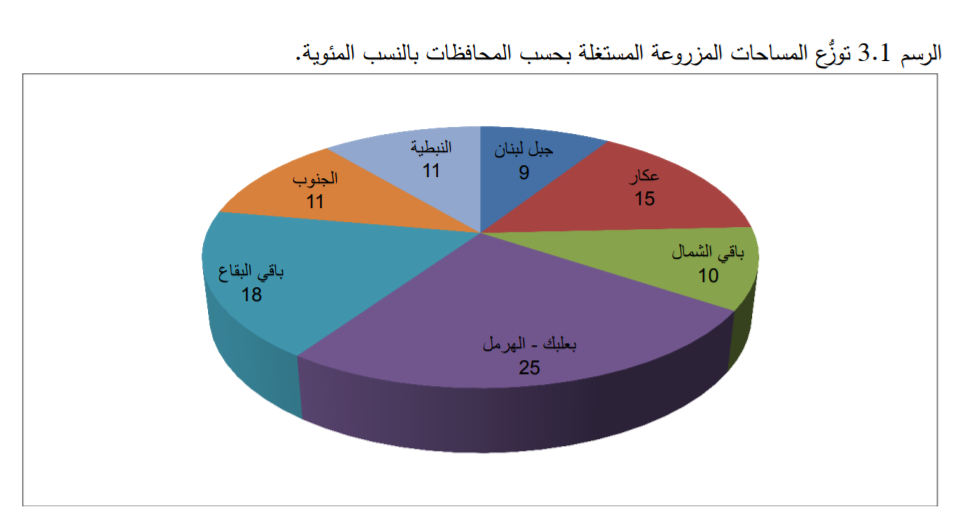 الرسم 3.1 توزُّع المساحات المزروعة المستغلة بحسب المحافظات بالنسب المئوية.
جبل لبنان
9
عكار
15
باقي الشمال
10
بعلبك - الهرمل
25
باقي البقاع
18
الجنوب
11
النبطية
11